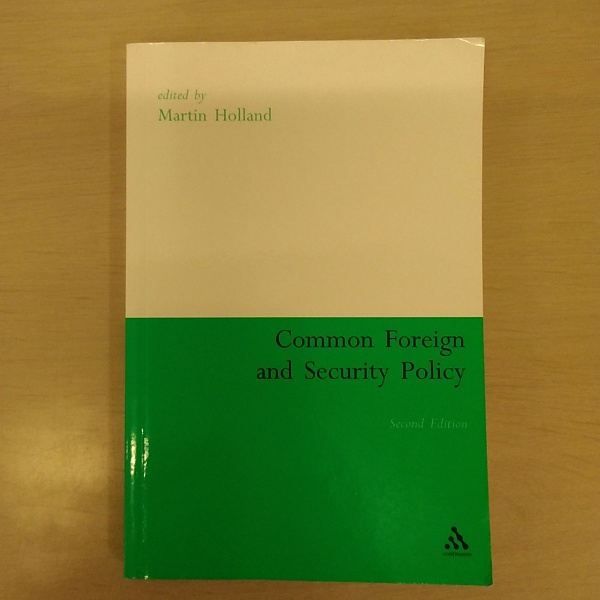 edited by
Martin Holland
Common Foreign
and Security Policy
Second Edition